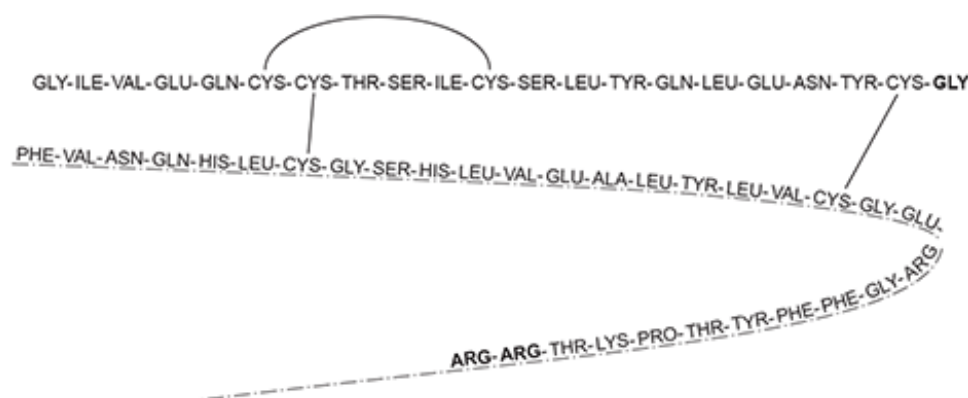 GLY-ILE-VAL-GLU-GLN-CYS-CYS-THR-SER-ILE-CYS-SER-LEU-TYR-GLN-LEU-GLU-ASN-TYR-CYS-GLY
PHE-VAL-ASN-GLN-HIS-LEU-CYS-GLY-SER-HIS-LEU-VAL-GLU-ALA-LEU-TYR-LEU-VAL-CYS-GLY-GLU-
ARG-ARG-THR-LYS-PRO-THR-TYR-PHE-PHE-GLY-ARG